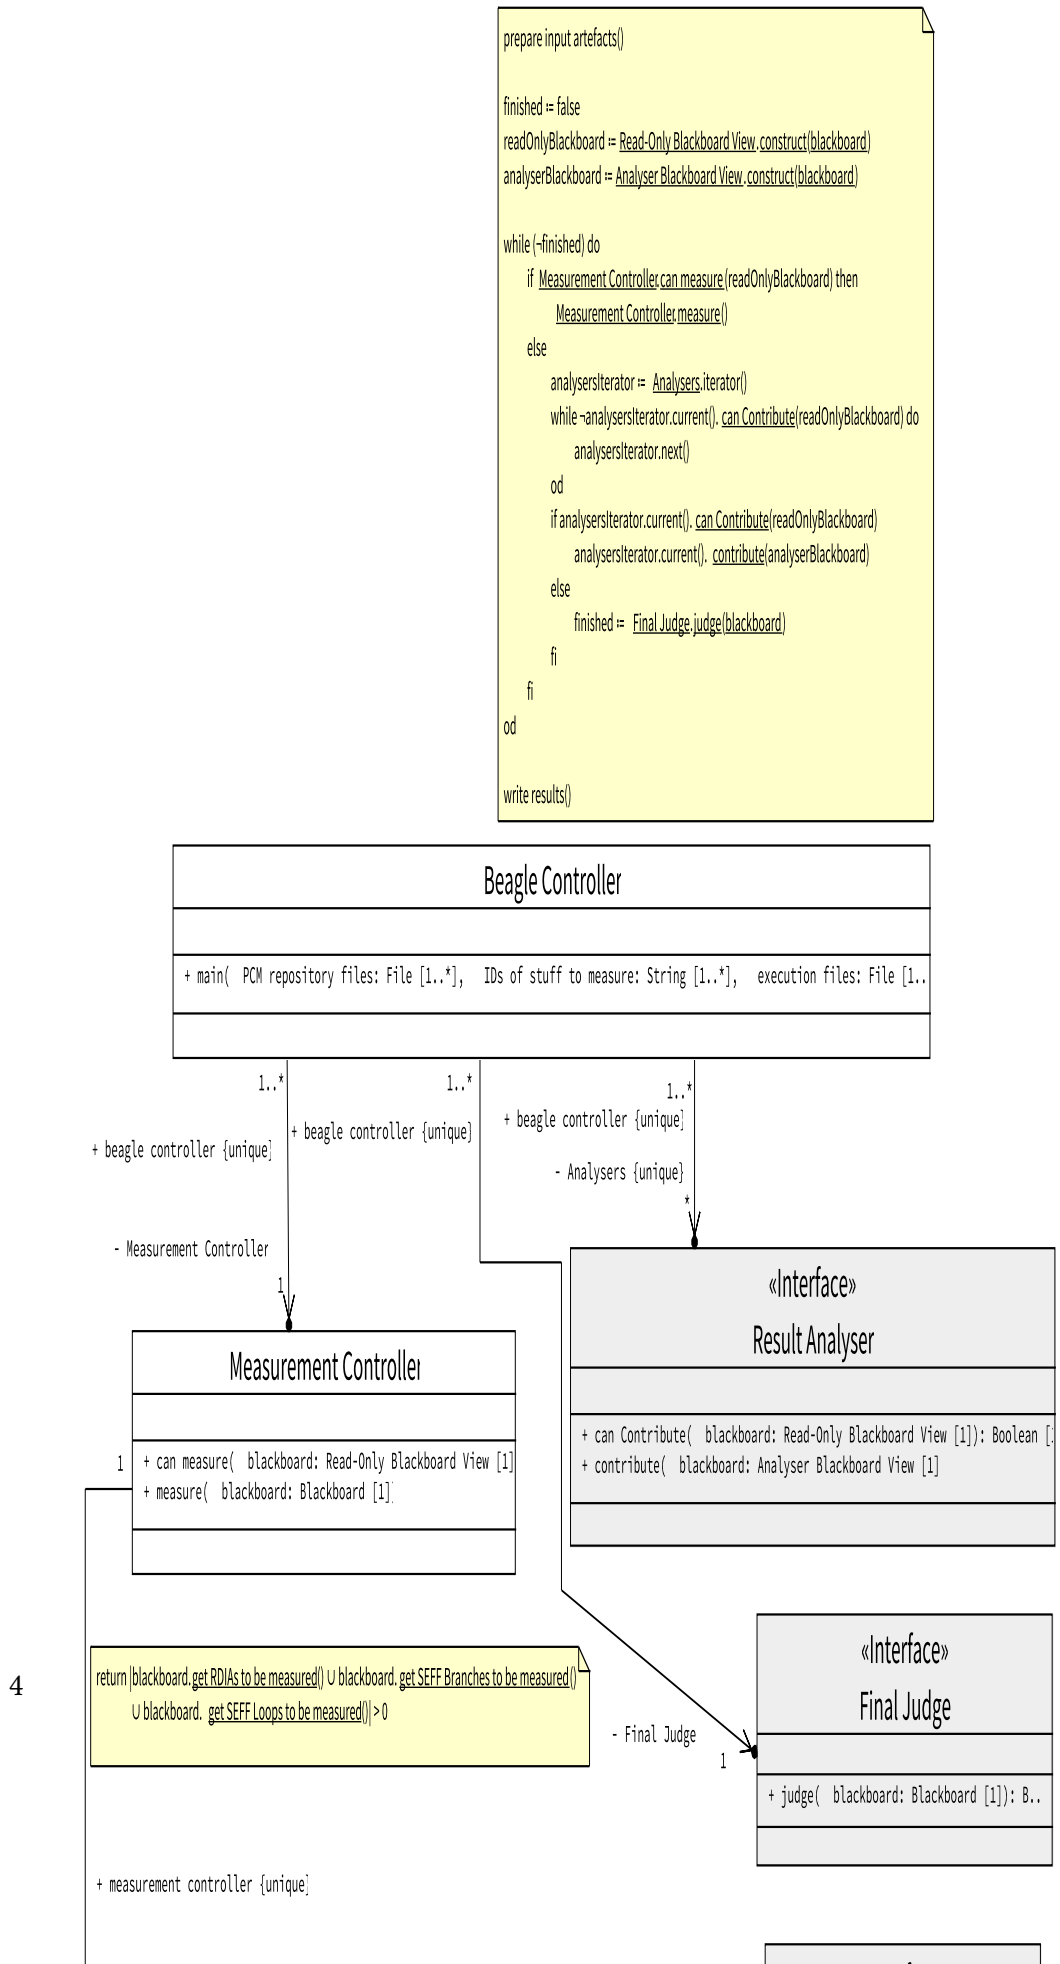 prepare input artefacts()
finished := false
readOnlyBlackboard := Read-Only Blackboard View.construct(blackboard)
analyserBlackboard := Analyser Blackboard View.construct(blackboard)
while (¬finished) do
if Measurement Controller.can measure(readOnlyBlackboard) then
Measurement Controller.measure()
else
analysersIterator := Analysers.iterator()
while ¬analysersIterator.current(). can Contribute(readOnlyBlackboard) do
analysersIterator.next()
od
if analysersIterator.current(). can Contribute(readOnlyBlackboard)
analysersIterator.current(). contribute(analyserBlackboard)
else
finished := Final Judge.judge(blackboard)
fi
fi
od
write results()
Beagle Controller
+ main( PCM repository files: File [1..*], IDs of stuff to measure: String [1..*], execution files: File [1..
1..*
1..*
1..*
+ beagle controller {unique}
+ beagle controller {unique}
+ beagle controller {unique}
- Analysers {unique}
*
- Measurement Controller
1
«Interface»
Result Analyser
+ can Contribute( blackboard: Read-Only Blackboard View [1]): Boolean [1
+ contribute( blackboard: Analyser Blackboard View [1]
Measurement Controller
1
+ can measure( blackboard: Read-Only Blackboard View [1]
+ measure( blackboard: Blackboard [1]
«Interface»
Final Judge
+ judge( blackboard: Blackboard [1]): B..
return |blackboard.get RDIAs to be measured() ∪ blackboard. get SEFF Branches to be measured()
∪ blackboard. get SEFF Loops to be measured()| > 0
4
- Final Judge
1
+ measurement controller {unique}